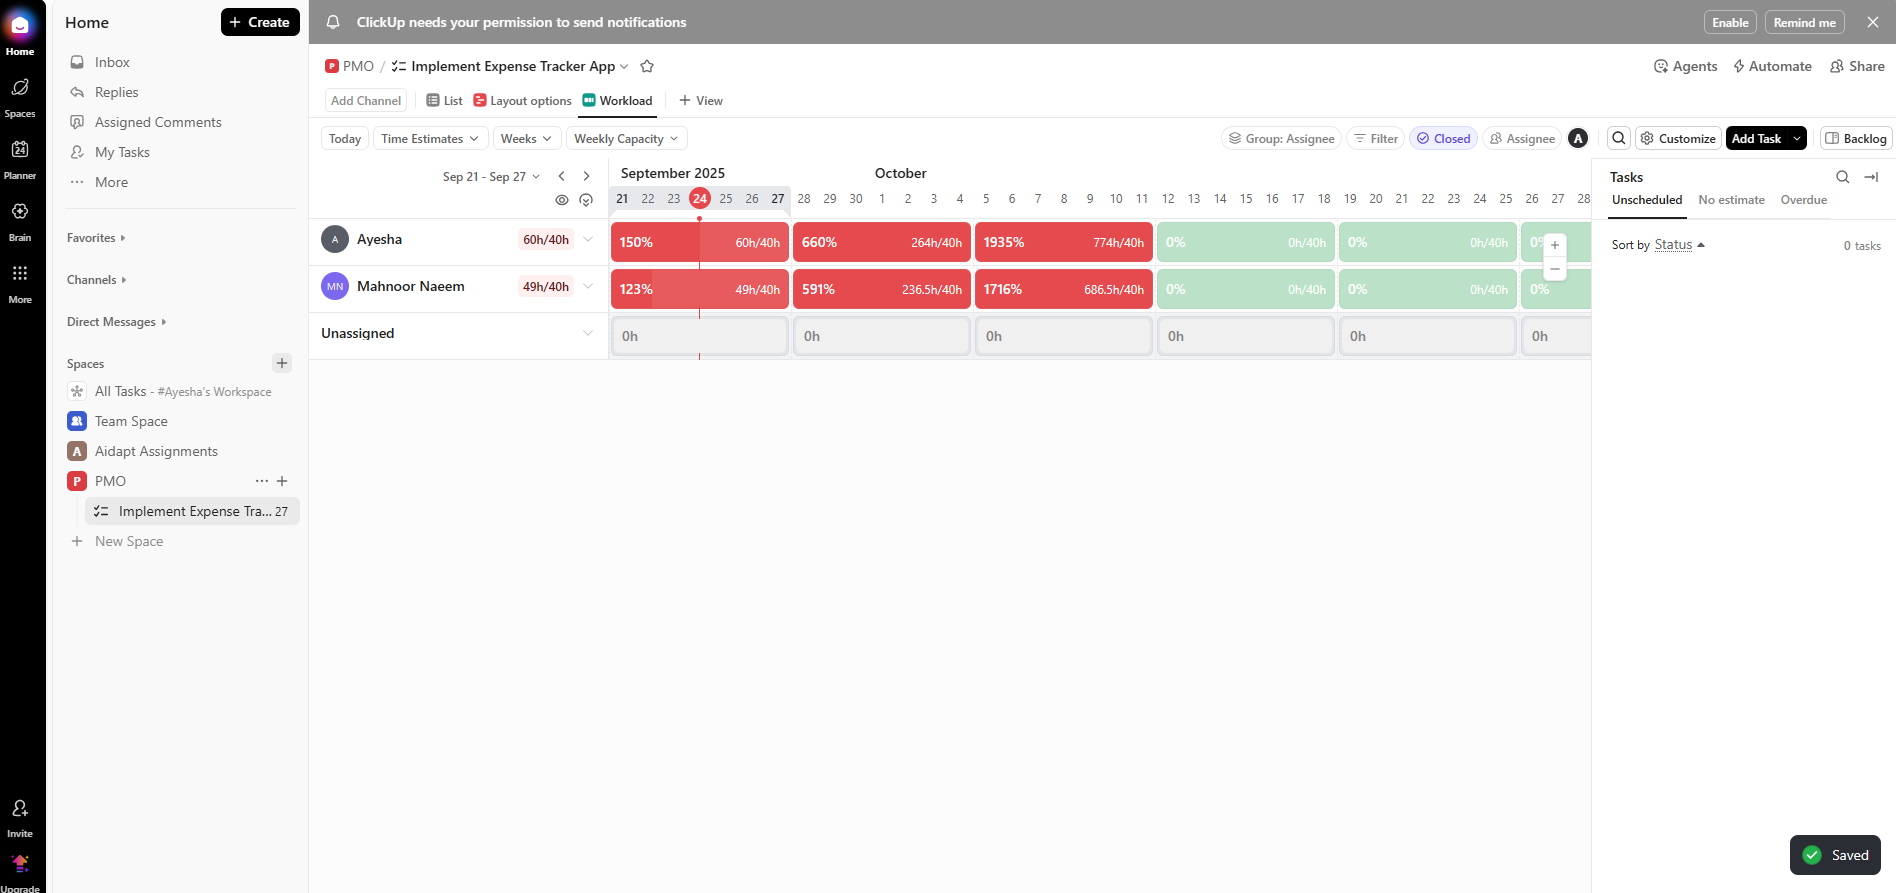 Home
Create
ClickUp needs your permission to send notifications
Enable
Remind me
Home
Spaces
24
Planner
Brain
More
Invite
Upgrade
Inbox
Replies
Assigned Comments
My Tasks
More
Favorites
Channels
Direct Messages
Spaces
All Tasks - #Ayesha's Workspace
Team Space
A Aidapt Assignments
P PMO
Implement Expense Tra... 27
New Space
P PMO / Implement Expense Tracker App
Agents
Automate
Share
Add Channel
List
Layout options
Workload
View
Today
Time Estimates
Weeks
Weekly Capacity
Group: Assignee
Filter
Closed
Assignee
A
Customize
Add Task
Backlog
Sep 21 - Sep 27
September 2025
October
21 22 23 24 25 26 27 28 29 30 1 2 3 4 5 6 7 8 9 10 11 12 13 14 15 16 17 18 19 20 21 22 23 24 25 26 27 28
A Ayesha 60h/40h 150% 60h/40h 660% 264h/40h 1935% 774h/40h 0% 0h/40h 0% 0h/40h 0%
MN Mahnoor Naeem 49h/40h 123% 49h/40h 591% 236.5h/40h 1716% 686.5h/40h 0% 0h/40h 0% 0h/40h 0%
Unassigned 0h 0h 0h 0h 0h 0h
Tasks
Unscheduled
No estimate
Overdue
Sort by Status
0 tasks
Saved